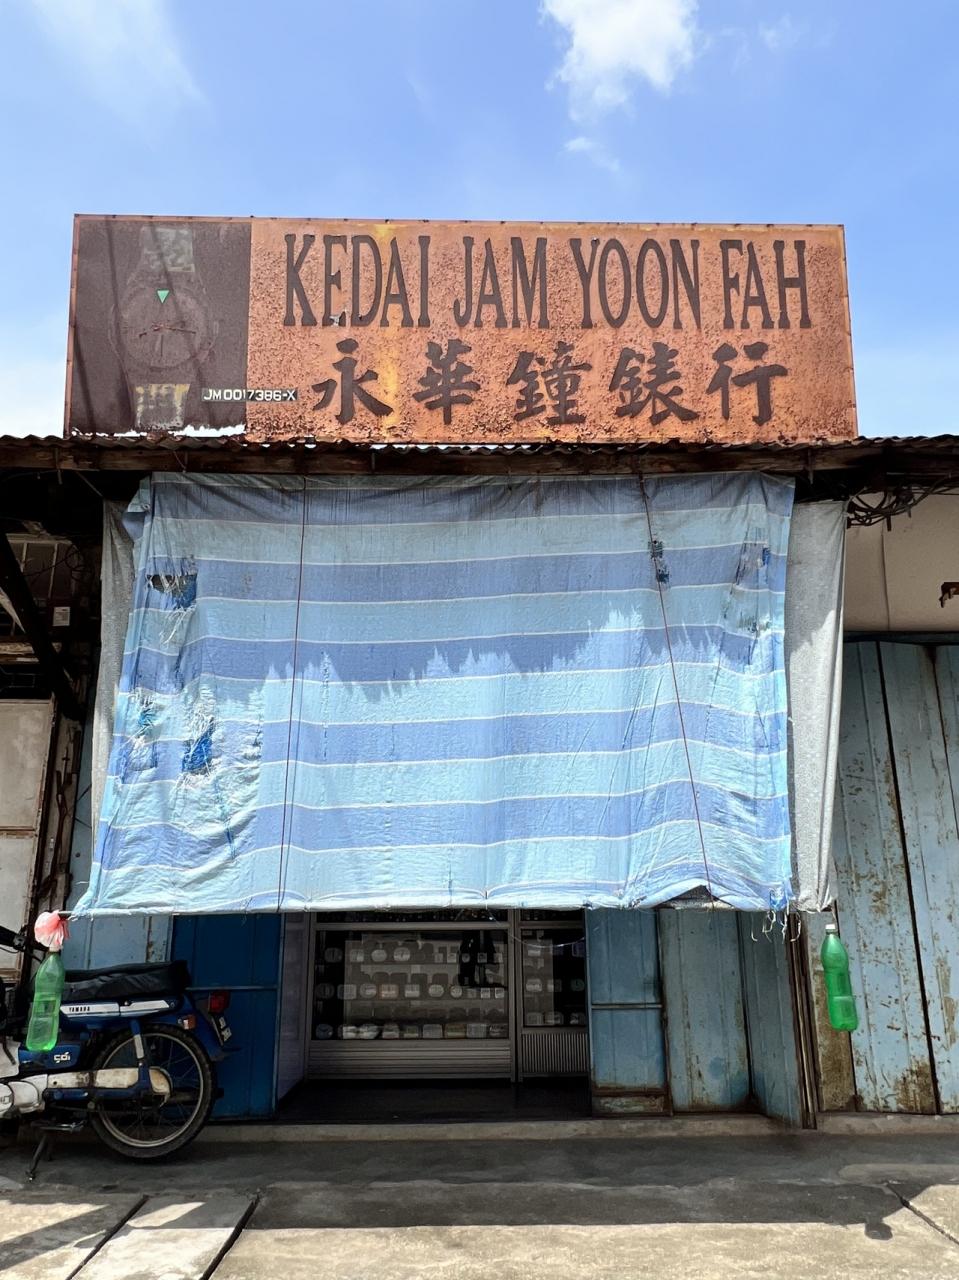 KEDAI JAM YOON FAH
永華鐘錶行
JM0017386-X
YAMAHA